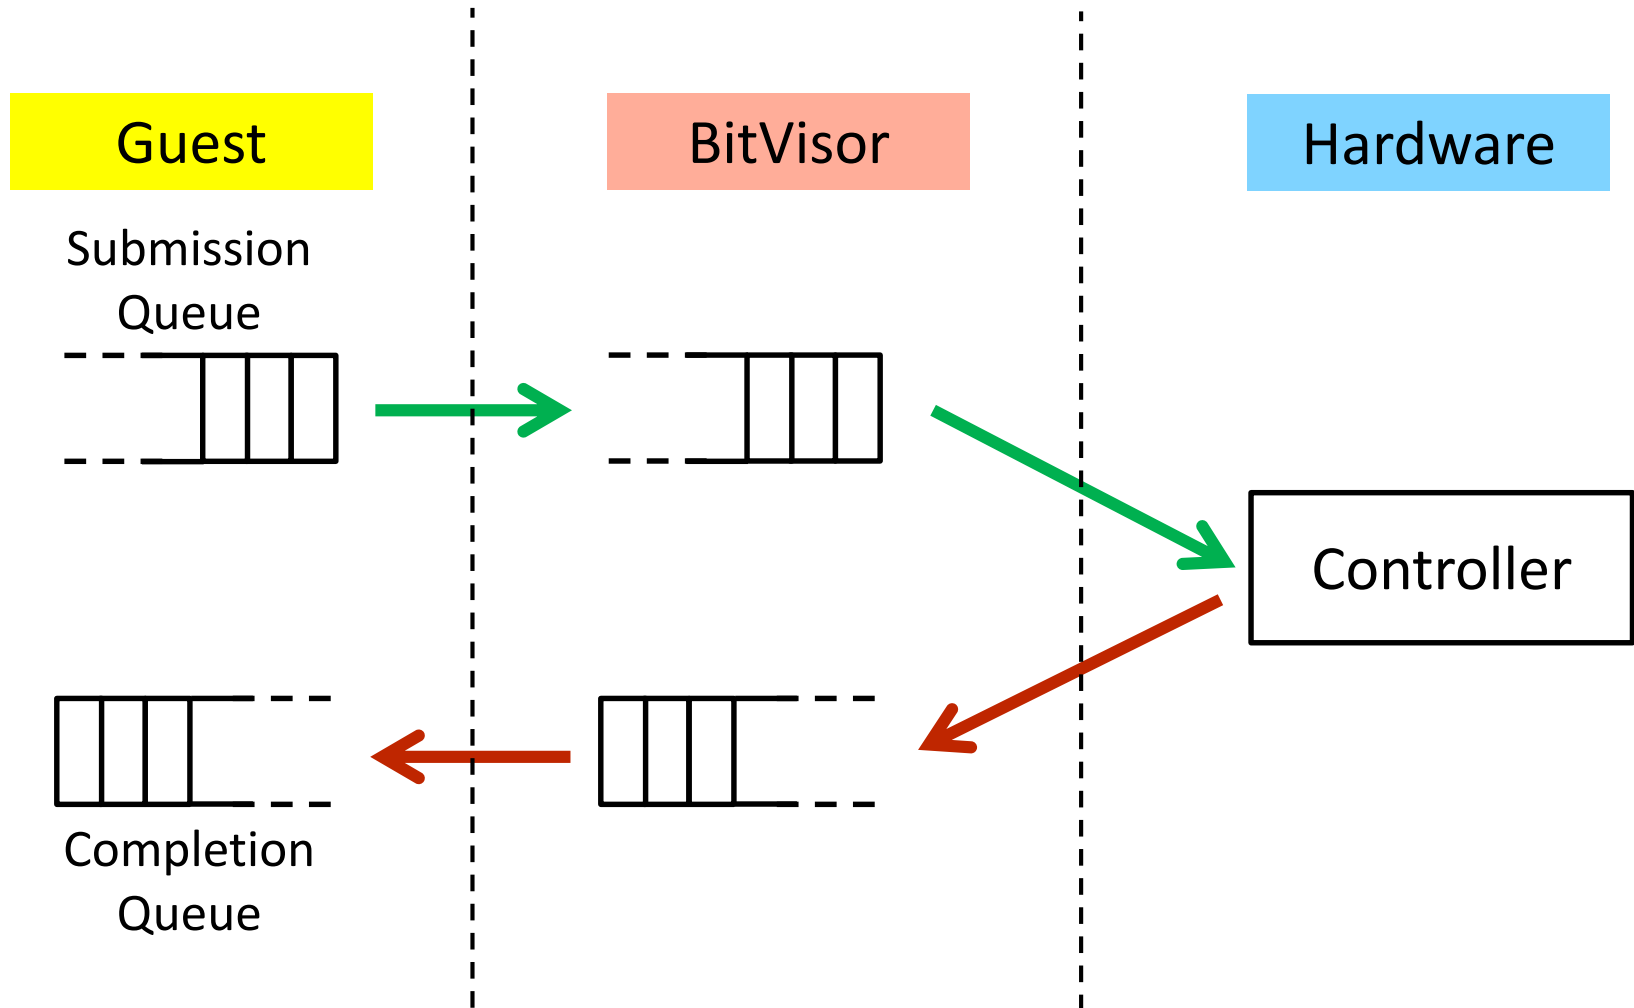 Guest
BitVisor
Hardware
Submission
Queue
Controller
Completion
Queue